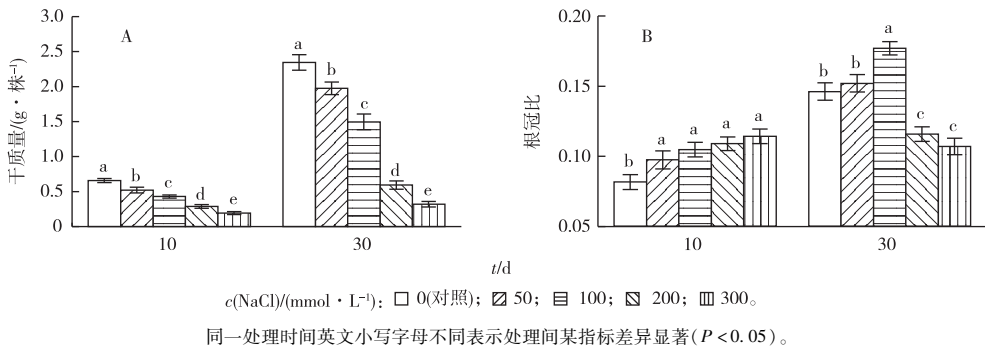 A
干质量/(g·株⁻¹)
3.0
2.5
2.0
1.5
1.0
0.5
0
a b c d e
a b c d e
10 30
B
根冠比
0.20
0.15
0.10
0.05
b a a a a
b b a c c
10 30
t/d
c(NaCl)/(mmol·L⁻¹): 0(对照); 50; 100; 200; 300。
同一处理时间英文小写字母不同表示处理间某指标差异显著(P<0.05)。